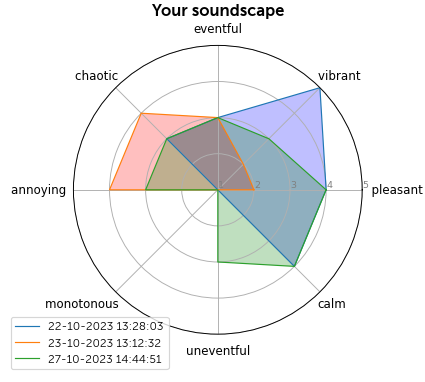 Your soundscape
eventful
chaotic
vibrant
annoying
1 2 3 4 5
pleasant
monotonous
calm
uneventful
22-10-2023 13:28:03
23-10-2023 13:12:32
27-10-2023 14:44:51